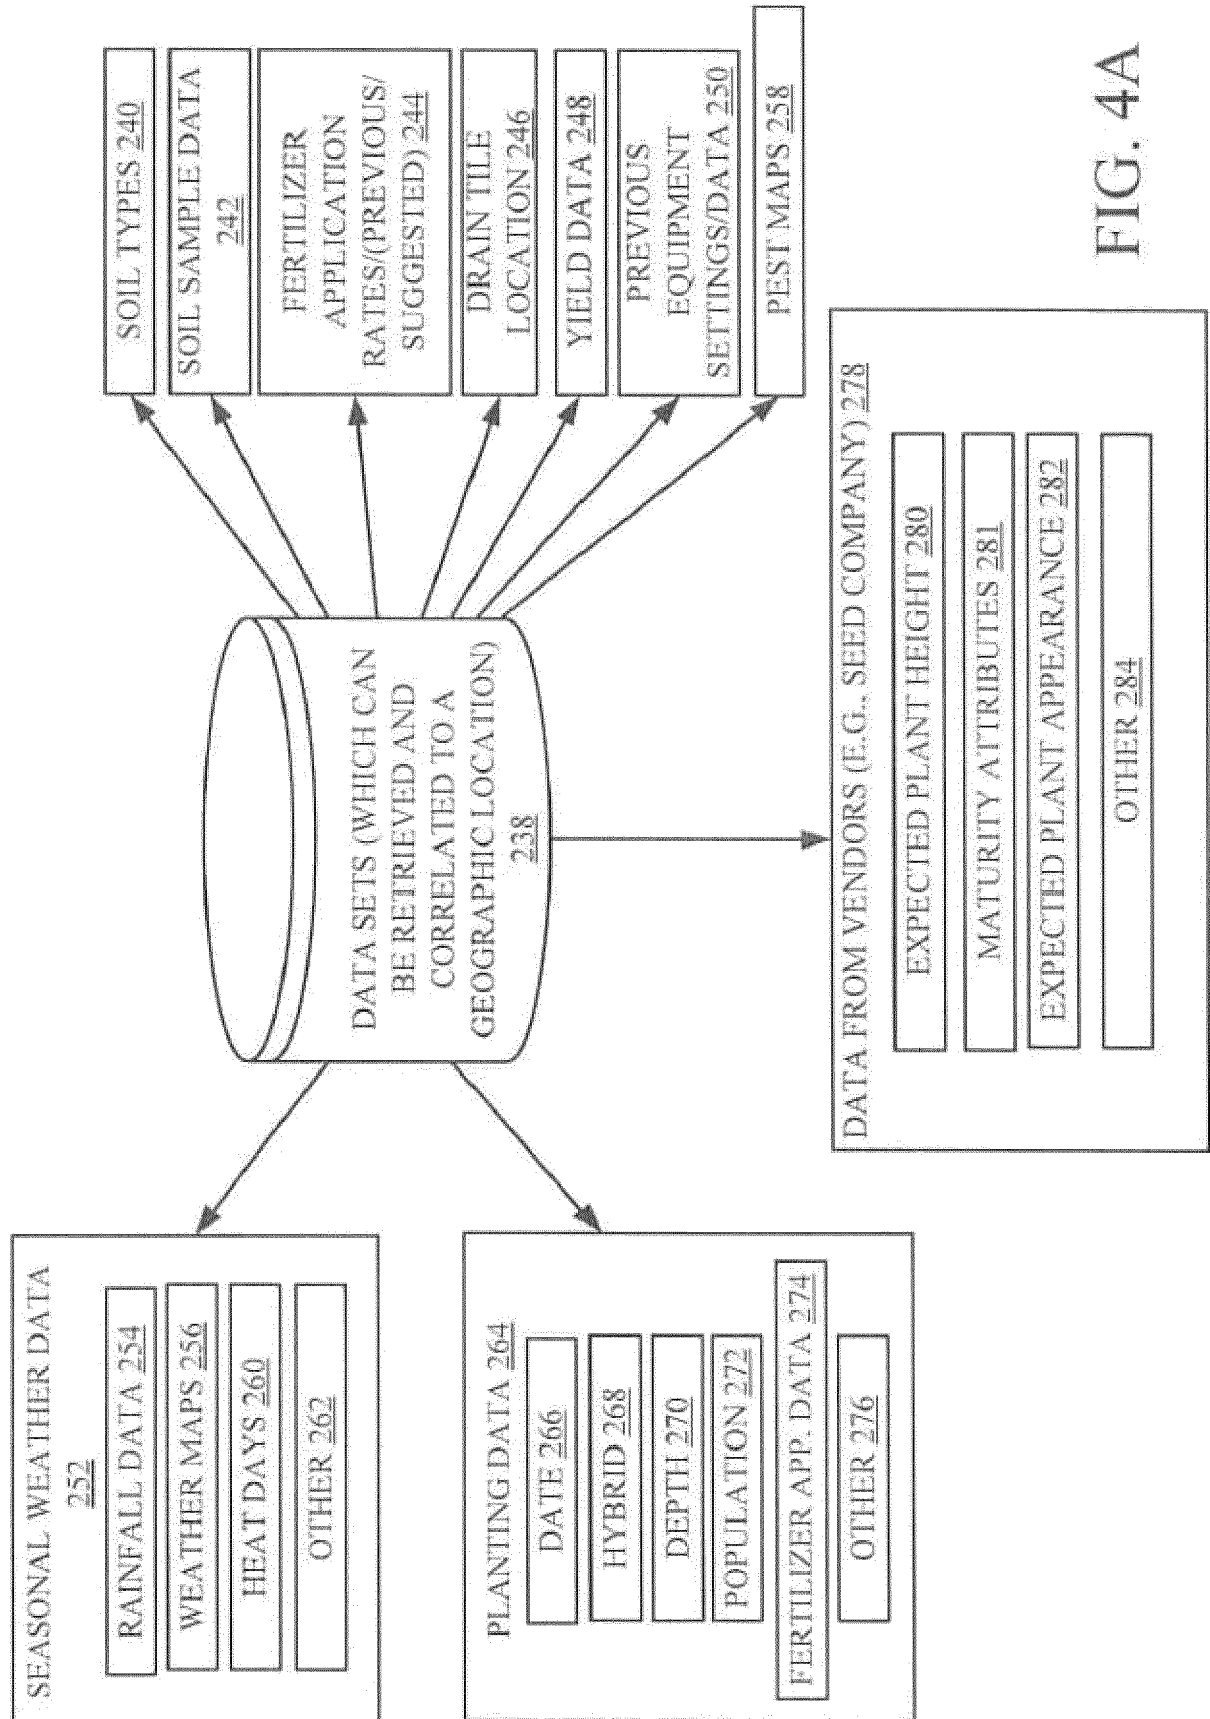 SEASONAL WEATHER DATA
252
RAINFALL DATA 254
WEATHER MAPS 256
HEAT DAYS 260
OTHER 262
PLANTING DATA 264
DATE 266
HYBRID 268
DEPTH 270
POPULATION 272
FERTILIZER APP. DATA 274
OTHER 276
DATA SETS (WHICH CAN
BE RETRIEVED AND
CORRELATED TO A
GEOGRAPHIC LOCATION)
238
DATA FROM VENDORS (E.G., SEED COMPANY) 278
EXPECTED PLANT HEIGHT 280
MATURITY ATTRIBUTES 281
EXPECTED PLANT APPEARANCE 282
OTHER 284
SOIL TYPES 240
SOIL SAMPLE DATA
242
FERTILIZER
APPLICATION
RATES/(PREVIOUS/
SUGGESTED) 244
DRAIN TILE
LOCATION 246
YIELD DATA 248
PREVIOUS
EQUIPMENT
SETTINGS/DATA 250
PEST MAPS 258
FIG. 4A